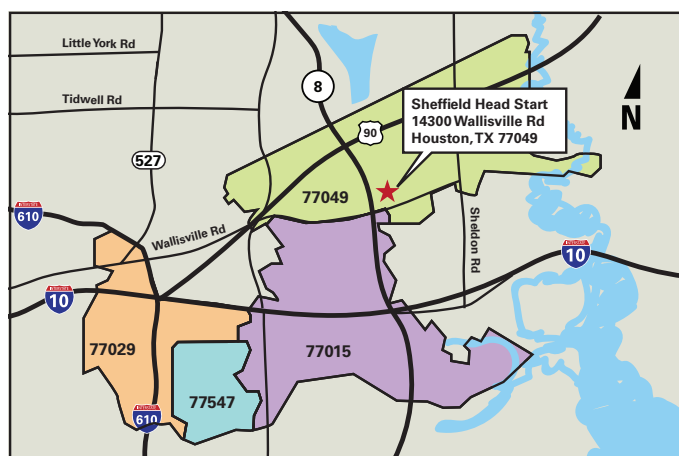 Little York Rd
Tidwell Rd
8
90
Sheffield Head Start
14300 Wallisville Rd
Houston, TX 77049
N
527
77049
610
Wallisville Rd
Sheldon Rd
10
10
77029
77015
77547
610